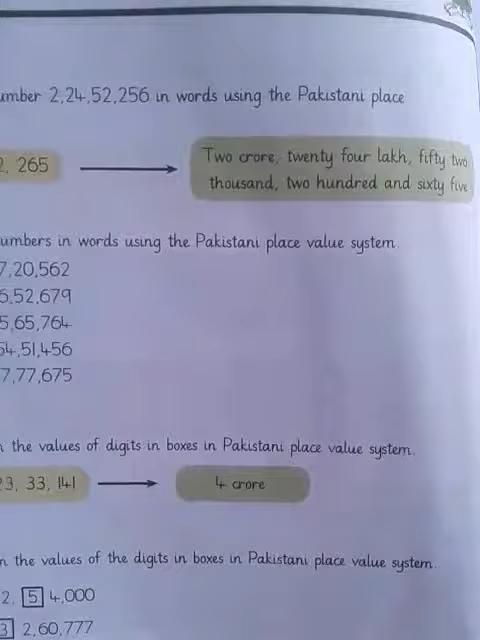 number 2,24,52,256 in words using the Pakistani place
2, 265
Two crore, twenty four lakh, fifty two
thousand, two hundred and sixty five
numbers in words using the Pakistani place value system.
7,20,562
6,52,679
5,65,764
54,51,456
7,77,675
the values of digits in boxes in Pakistani place value system.
23, 33, 141
4 crore
the values of the digits in boxes in Pakistani place value system.
2, 5 4,000
3 2,60,777